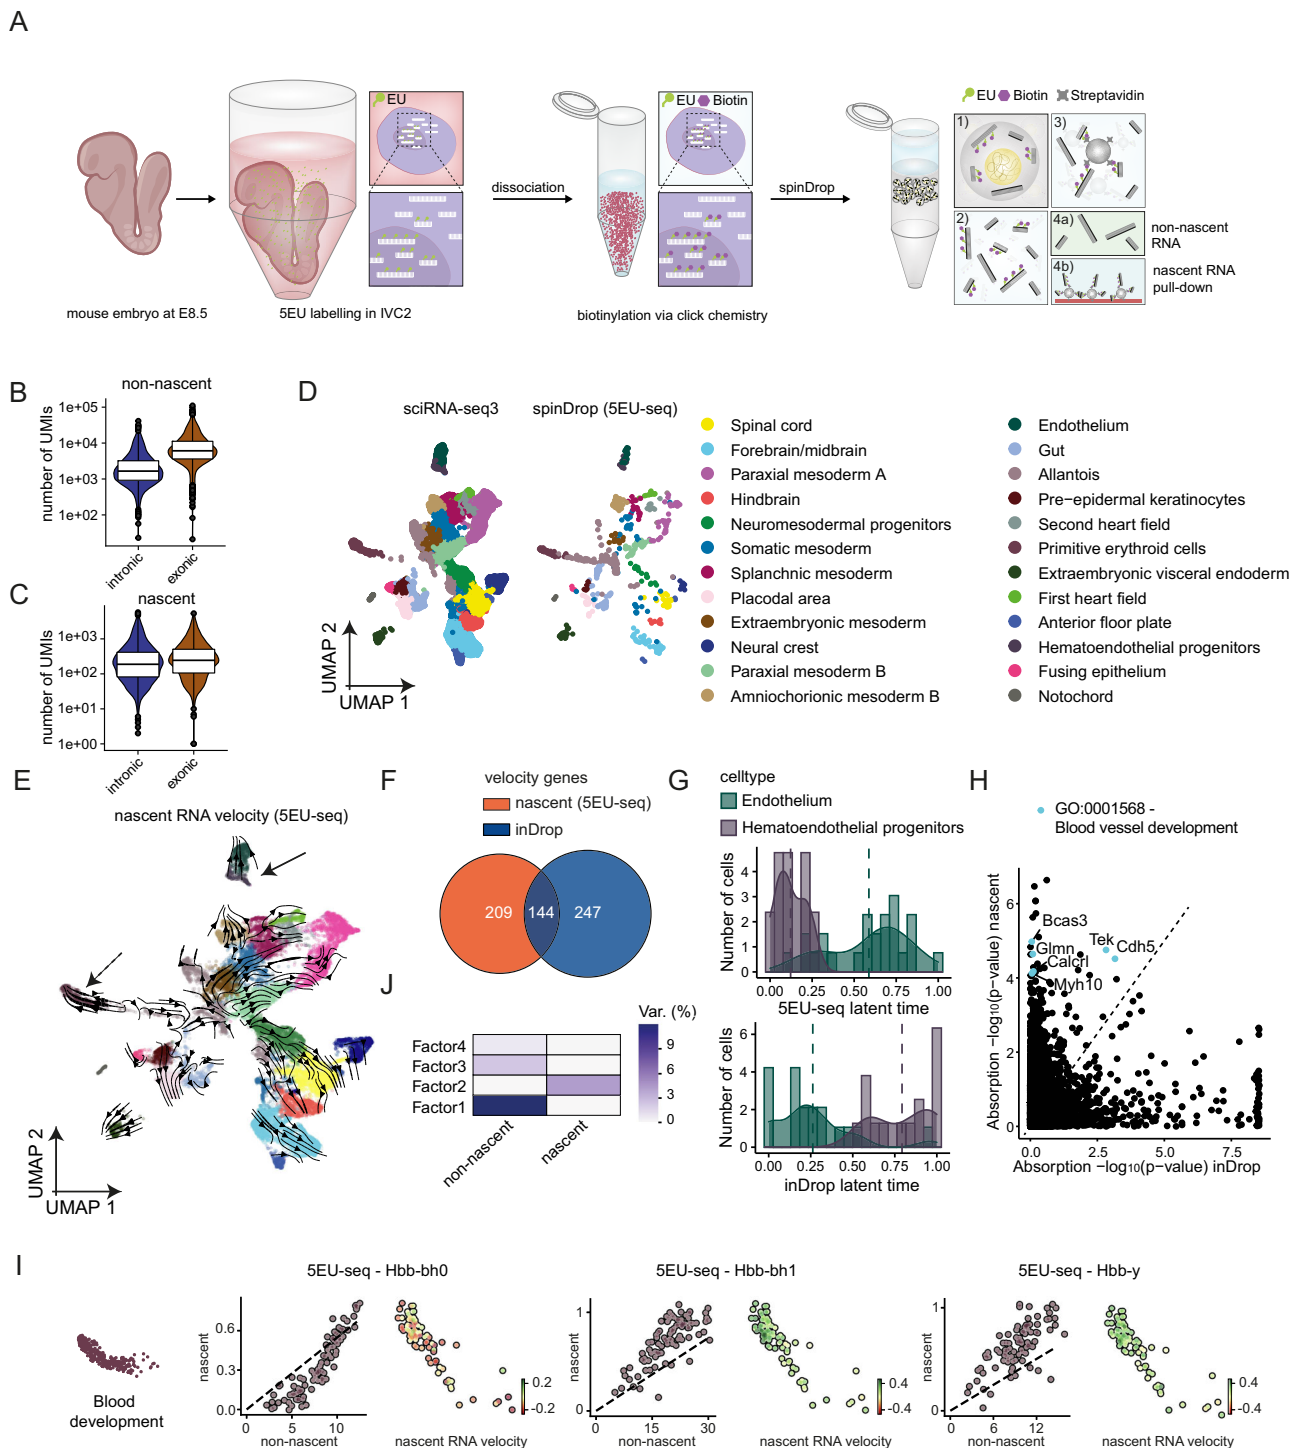 A
EU
EU Biotin
EU Biotin Streptavidin
1)
3)
2)
4a)
4b)
non-nascent
RNA
nascent RNA
pull-down
dissociation
spinDrop
mouse embryo at E8.5
5EU labelling in IVC2
biotinylation via click chemistry
B
non-nascent
number of UMIs
1e+05
1e+04
1e+03
1e+02
intronic
exonic
C
nascent
number of UMIs
1e+03
1e+02
1e+01
1e+00
intronic
exonic
D
sciRNA-seq3
spinDrop (5EU-seq)
UMAP 2
UMAP 1
Spinal cord
Forebrain/midbrain
Paraxial mesoderm A
Hindbrain
Neuromesodermal progenitors
Somatic mesoderm
Splanchnic mesoderm
Placodal area
Extraembryonic mesoderm
Neural crest
Paraxial mesoderm B
Amniochorionic mesoderm B
Endothelium
Gut
Allantois
Pre−epidermal keratinocytes
Second heart field
Primitive erythroid cells
Extraembryonic visceral endoderm
First heart field
Anterior floor plate
Hematoendothelial progenitors
Fusing epithelium
Notochord
E
nascent RNA velocity (5EU-seq)
UMAP 2
UMAP 1
F
velocity genes
nascent (5EU-seq)
inDrop
209
144
247
J
Var. (%)
9
6
3
0
Factor4
Factor3
Factor2
Factor1
non-nascent
nascent
G
celltype
Endothelium
Hematoendothelial progenitors
Number of cells
4
3
2
1
0
0.00 0.25 0.50 0.75 1.00
5EU-seq latent time
Number of cells
6
4
2
0
0.00 0.25 0.50 0.75 1.00
inDrop latent time
H
GO:0001568 -
Blood vessel development
Absorption −log10(p−value) nascent
6
4
2
0
Bcas3
Glmn
Calcrl
Myh10
Tek
Cdh5
0.0 2.5 5.0 7.5
Absorption −log10(p−value) inDrop
I
Blood
development
5EU-seq - Hbb-bh0
nascent
0.6
0.3
0.0
0 5 10
non-nascent
0.2
-0.2
nascent RNA velocity
5EU-seq - Hbb-bh1
nascent
1
0
0 15 30
non-nascent
0.4
-0.4
nascent RNA velocity
5EU-seq - Hbb-y
nascent
1
0
0 6 12
non-nascent
0.4
-0.4
nascent RNA velocity